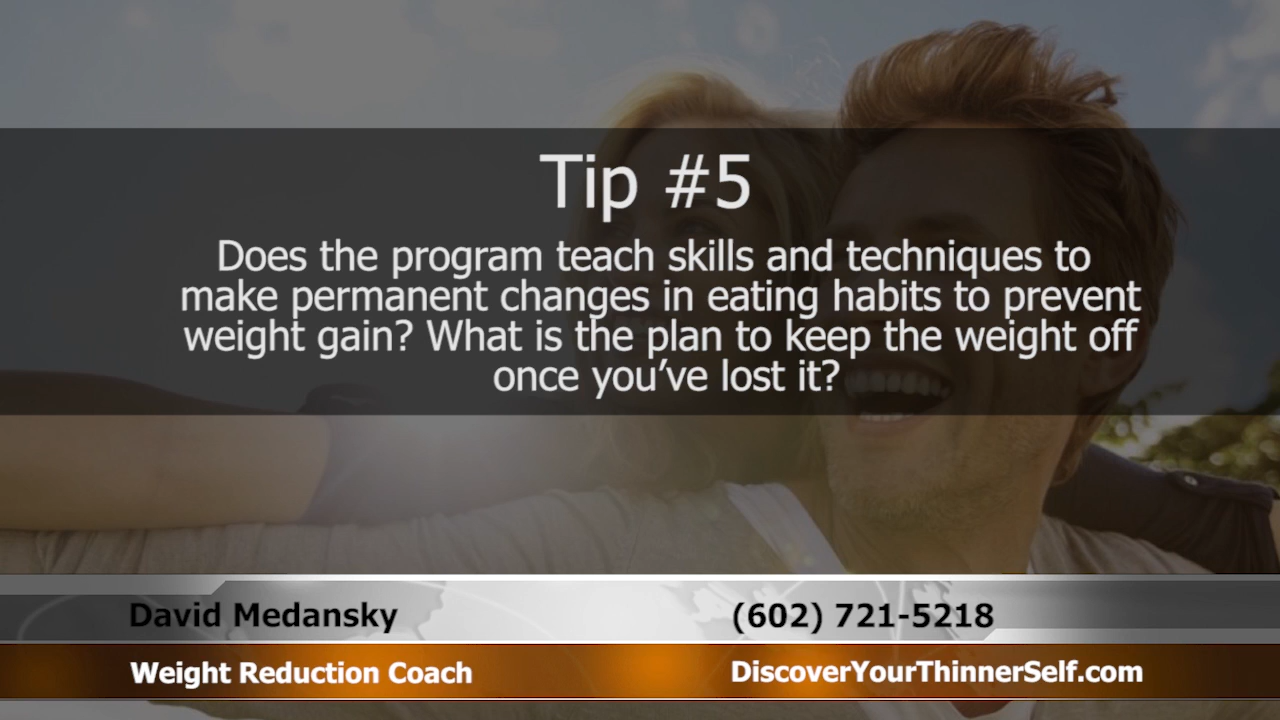 Tip #5
Does the program teach skills and techniques to
make permanent changes in eating habits to prevent
weight gain? What is the plan to keep the weight off
once you’ve lost it?
David Medansky
(602) 721-5218
Weight Reduction Coach
DiscoverYourThinnerSelf.com